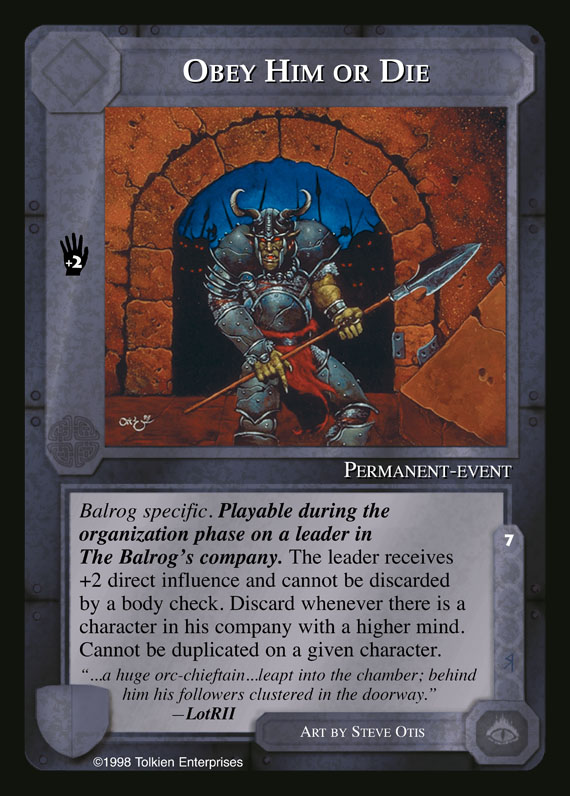 Obey Him or Die
+2
Permanent-event
Balrog specific. Playable during the
organization phase on a leader in
The Balrog's company. The leader receives
+2 direct influence and cannot be discarded
by a body check. Discard whenever there is a
character in his company with a higher mind.
Cannot be duplicated on a given character.
"...a huge orc-chieftain...leapt into the chamber; behind
him his followers clustered in the doorway."
—LotRII
7
Art by Steve Otis
©1998 Tolkien Enterprises